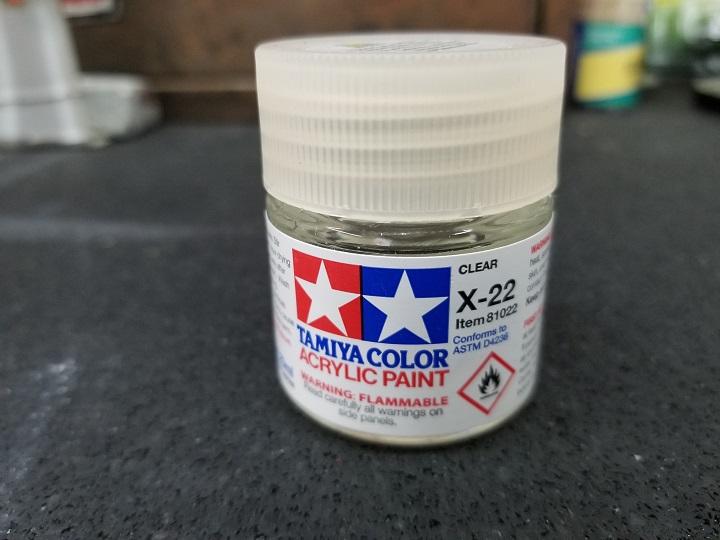 CLEAR
X-22
Item 81022
Conforms to
ASTM D4236
TAMIYA COLOR
ACRYLIC PAINT
WARNING: FLAMMABLE
Read carefully all warnings on
side panels.